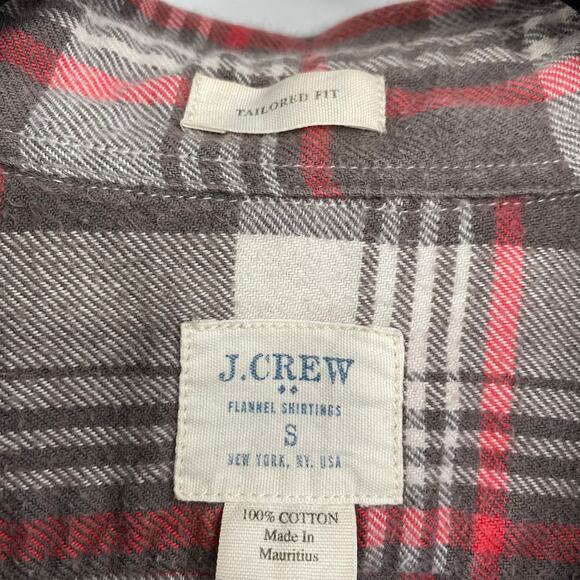 TAILORED FIT
J.CREW
FLANNEL SHIRTINGS
S
NEW YORK, NY. USA
100% COTTON
Made In
Mauritius